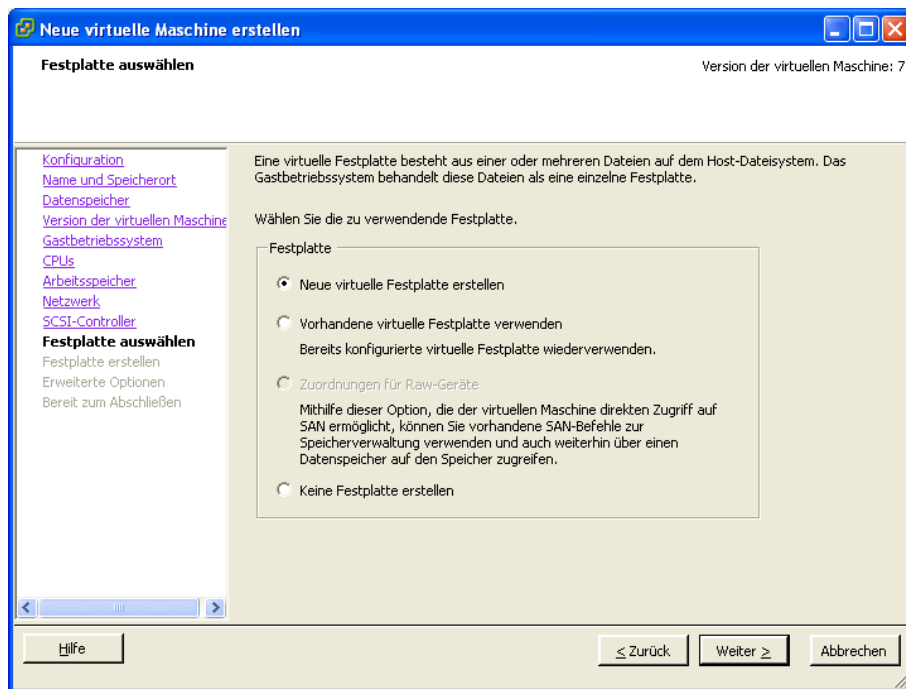 Neue virtuelle Maschine erstellen
Festplatte auswählen
Version der virtuellen Maschine: 7
Konfiguration
Name und Speicherort
Datenspeicher
Version der virtuellen Maschine
Gastbetriebssystem
CPUs
Arbeitsspeicher
Netzwerk
SCSI-Controller
Festplatte auswählen
Festplatte erstellen
Erweiterte Optionen
Bereit zum Abschließen
Eine virtuelle Festplatte besteht aus einer oder mehreren Dateien auf dem Host-Dateisystem. Das
Gastbetriebssystem behandelt diese Dateien als eine einzelne Festplatte.
Wählen Sie die zu verwendende Festplatte.
Festplatte
Neue virtuelle Festplatte erstellen
Vorhandene virtuelle Festplatte verwenden
Bereits konfigurierte virtuelle Festplatte wiederverwenden.
Zuordnungen für Raw-Geräte
Mithilfe dieser Option, die der virtuellen Maschine direkten Zugriff auf
SAN ermöglicht, können Sie vorhandene SAN-Befehle zur
Speicherverwaltung verwenden und auch weiterhin über einen
Datenspeicher auf den Speicher zugreifen.
Keine Festplatte erstellen
Hilfe
< Zurück
Weiter >
Abbrechen